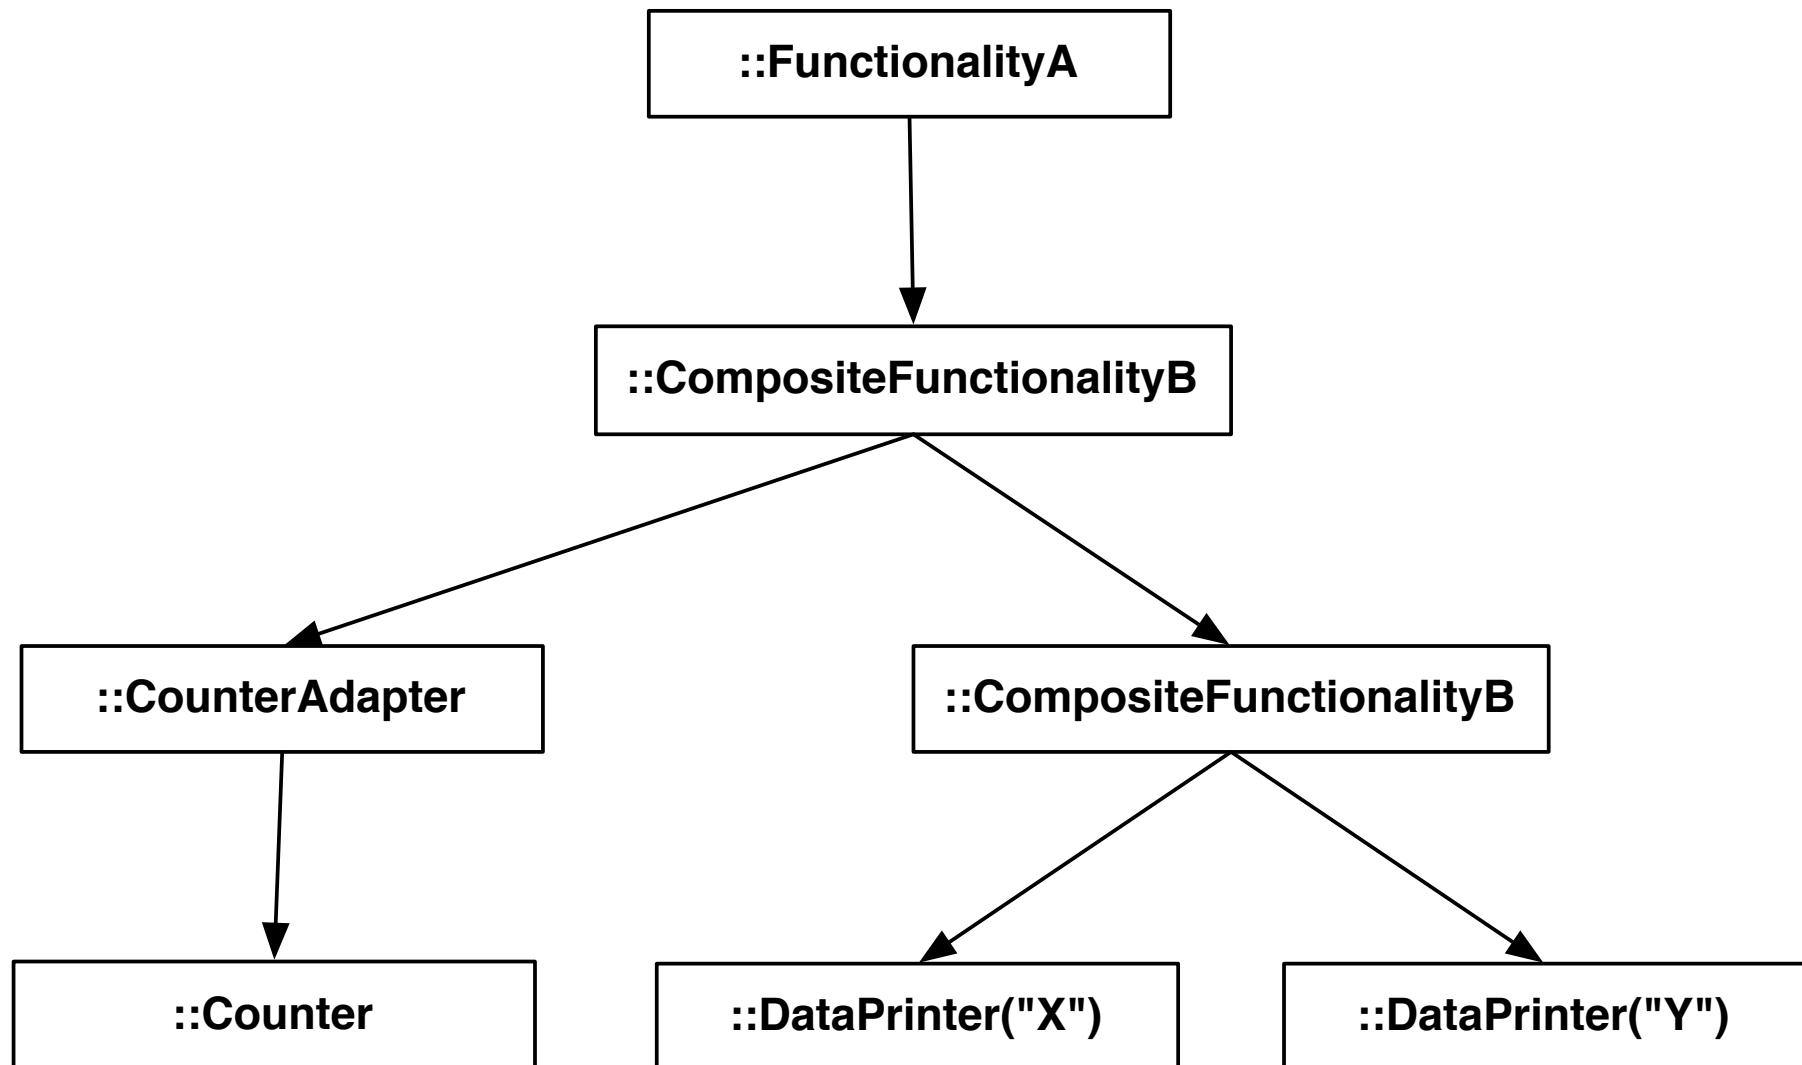 ::FunctionalityA
::CompositeFunctionalityB
::CounterAdapter
::CompositeFunctionalityB
::Counter
::DataPrinter("X")
::DataPrinter("Y")